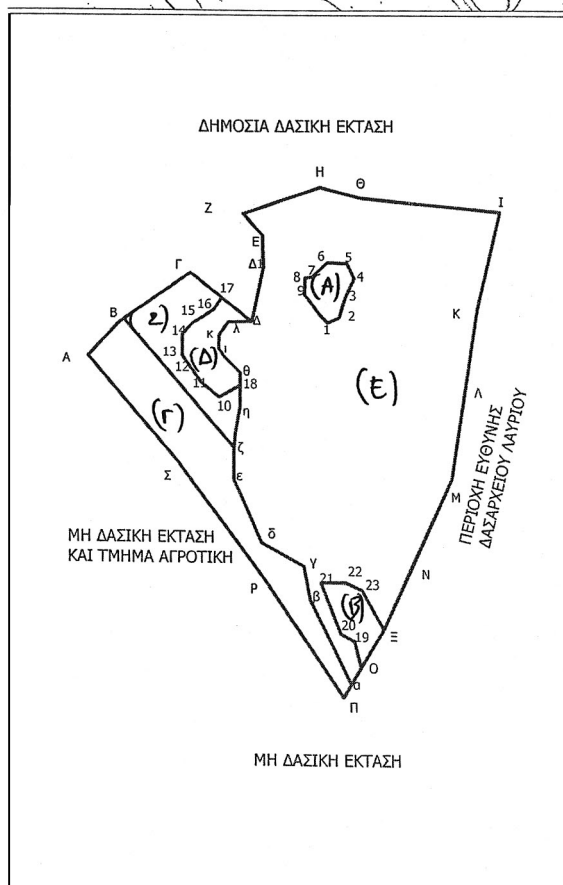 ΔΗΜΟΣΙΑ ΔΑΣΙΚΗ ΕΚΤΑΣΗ
Η
Θ
Ζ
Ι
Ε
Δ1
6
5
7
8
4
(Α)
9
3
2
1
Γ
17
16
15
Β
2)
Δ
λ
κ
14
ι
Κ
Α
13
(Δ)
12
θ
11
18
10
η
(Ε)
Λ
(Γ)
ζ
Σ
ε
Μ
ΠΕΡΙΟΧΗ ΕΥΘΥΝΗΣ
ΔΑΣΑΡΧΕΙΟΥ ΛΑΥΡΙΟΥ
ΜΗ ΔΑΣΙΚΗ ΕΚΤΑΣΗ
ΚΑΙ ΤΜΗΜΑ ΑΓΡΟΤΙΚΗ
δ
Υ
Ν
21
22
23
Ρ
β
(Β)
20
19
Ξ
Ο
α
Π
ΜΗ ΔΑΣΙΚΗ ΕΚΤΑΣΗ